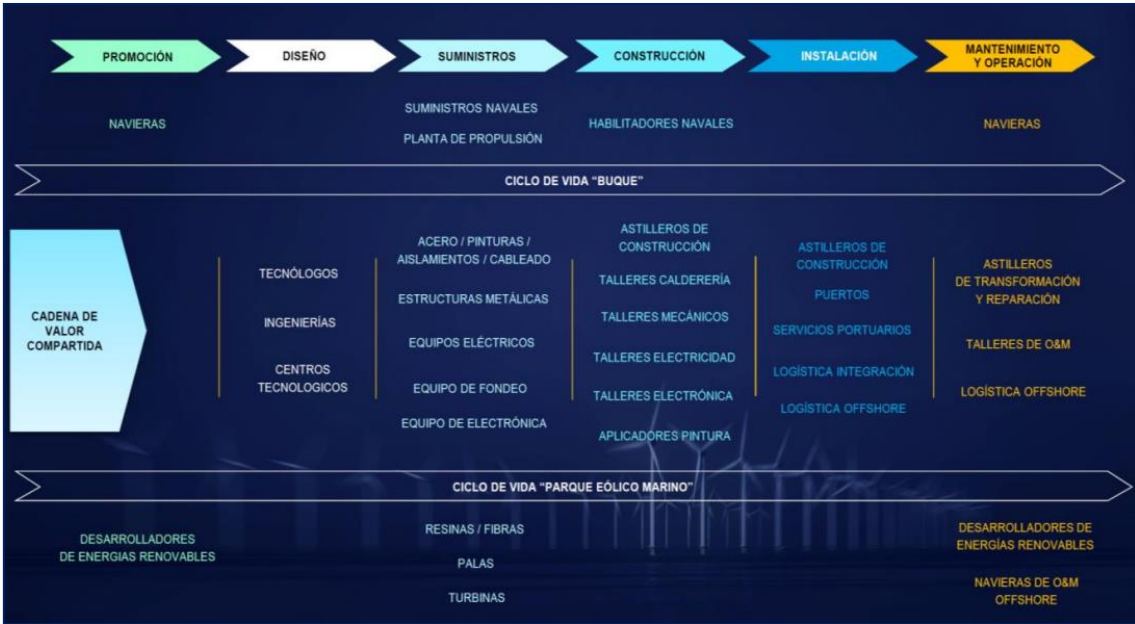 PROMOCIÓN
DISEÑO
SUMINISTROS
CONSTRUCCIÓN
INSTALACIÓN
MANTENIMIENTO
Y OPERACIÓN
NAVIERAS
SUMINISTROS NAVALES
PLANTA DE PROPULSIÓN
HABILITADORES NAVALES
NAVIERAS
CICLO DE VIDA “BUQUE”
CADENA DE
VALOR
COMPARTIDA
TECNÓLOGOS
INGENIERÍAS
CENTROS
TECNOLOGICOS
ACERO / PINTURAS /
AISLAMIENTOS / CABLEADO
ESTRUCTURAS METÁLICAS
EQUIPOS ELÉCTRICOS
EQUIPO DE FONDEO
EQUIPO DE ELECTRÓNICA
ASTILLEROS DE
CONSTRUCCIÓN
TALLERES CALDERERÍA
TALLERES MECÁNICOS
TALLERES ELECTRICIDAD
TALLERES ELECTRÓNICA
APLICADORES PINTURA
ASTILLEROS DE
CONSTRUCCIÓN
PUERTOS
SERVICIOS PORTUARIOS
LOGÍSTICA INTEGRACIÓN
LOGÍSTICA OFFSHORE
ASTILLEROS
DE TRANSFORMACIÓN
Y REPARACIÓN
TALLERES DE O&M
LOGÍSTICA OFFSHORE
CICLO DE VIDA “PARQUE EÓLICO MARINO”
DESARROLLADORES
DE ENERGIAS RENOVABLES
RESINAS / FIBRAS
PALAS
TURBINAS
DESARROLLADORES DE
ENERGÍAS RENOVABLES
NAVIERAS DE O&M
OFFSHORE